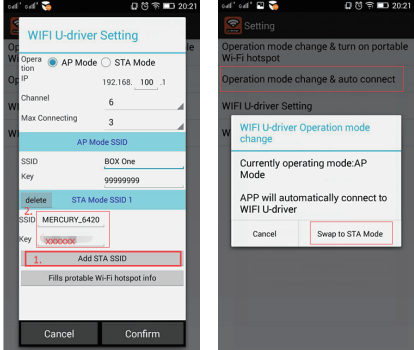 20:21
WIFI U-driver Setting
Opera
tion
AP Mode
STA Mode
IP
192.168. 100 .1
Channel
6
Max Connecting
3
AP Mode SSID
SSID
BOX One
Key
99999999
delete
STA Mode SSID 1
2.
SSID
MERCURY_6420
Key
xxxxxx
1.
Add STA SSID
Fills protable Wi-Fi hotspot info
Cancel
Confirm
20:21
Setting
Operation mode change & turn on portable
Wi-Fi hotspot
Operation mode change & auto connect
WIFI U-driver Setting
WIFI U-driver Operation mode
change
Currently operating mode:AP
Mode
APP will automatically connect to
WIFI U-driver
Cancel
Swap to STA Mode